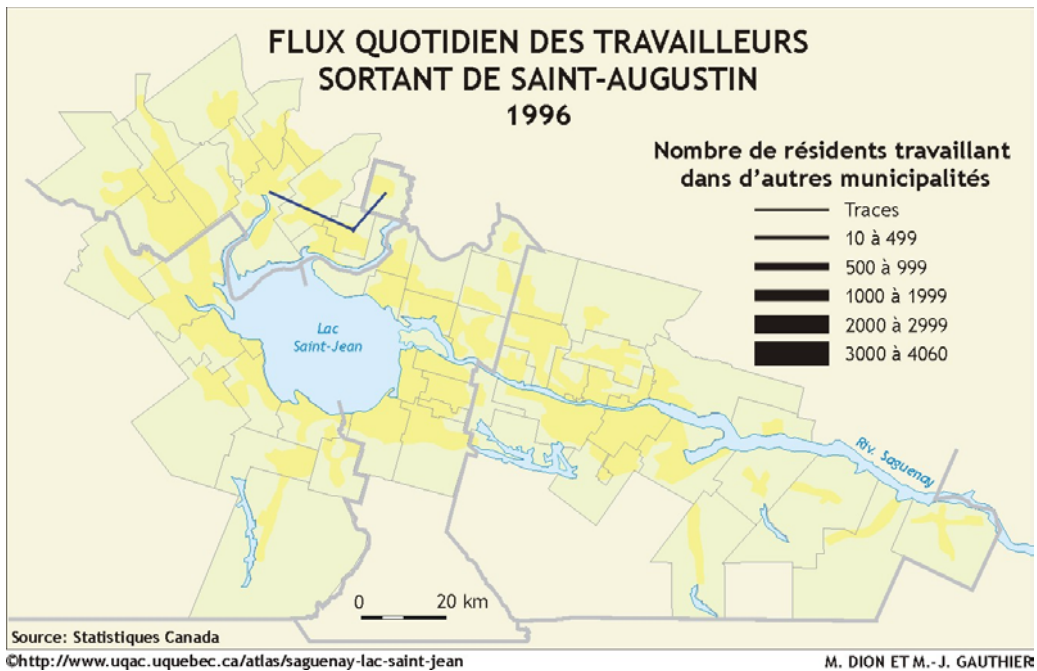 FLUX QUOTIDIEN DES TRAVAILLEURS
SORTANT DE SAINT-AUGUSTIN
1996
Nombre de résidents travaillant
dans d'autres municipalités
Traces
10 à 499
500 à 999
1000 à 1999
2000 à 2999
3000 à 4060
Lac
Saint-Jean
Riv. Saguenay
0 20 km
Source: Statistiques Canada
©http://www.uqac.uquebec.ca/atlas/saguenay-lac-saint-jean
M. DION ET M.-J. GAUTHIER